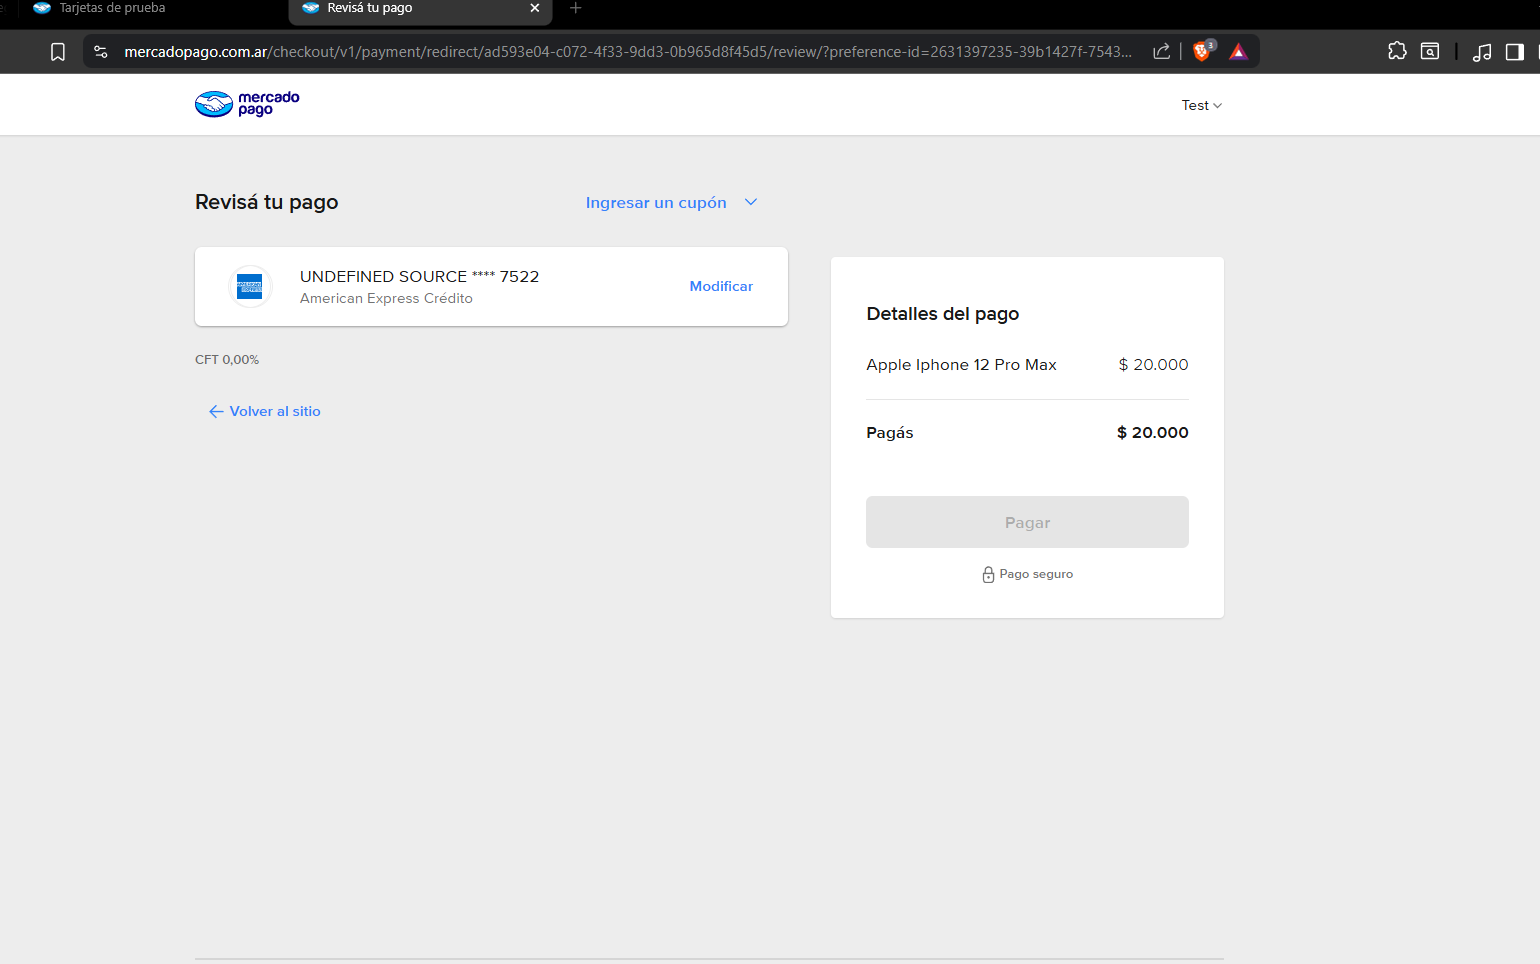 Tarjetas de prueba
Revisá tu pago
mercadopago.com.ar/checkout/v1/payment/redirect/ad593e04-c072-4f33-9dd3-0b965d8f45d5/review/?preference-id=2631397235-39b1427f-7543...
3
mercado
pago
Test
Revisá tu pago
Ingresar un cupón
UNDEFINED SOURCE **** 7522
American Express Crédito
Modificar
CFT 0,00%
Volver al sitio
Detalles del pago
Apple Iphone 12 Pro Max $ 20.000
Pagás $ 20.000
Pagar
Pago seguro